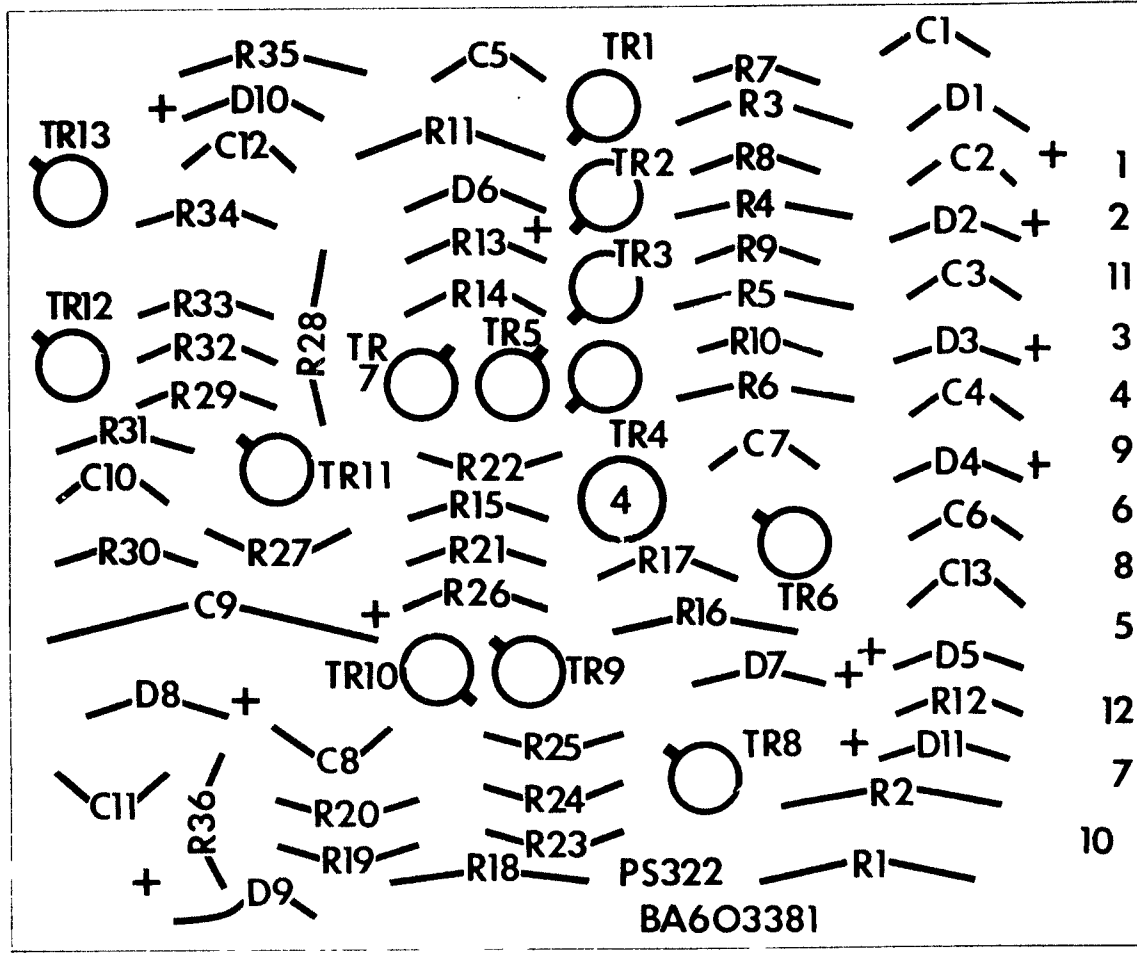 C1
R35
C5
TR1
R7
D10
R3
D1
TR13
C12
R11
TR2
R8
C2
1
D6
R34
R4
D2
2
R13
TR3
R9
C3
11
R33
R14
R5
TR12
R28
TR5
R32
TR
7
R10
D3
3
R29
R6
C4
4
R31
TR4
C7
C10
TR11
R22
D4
9
R15
4
C6
6
R30
R27
R21
R17
C13
8
C9
R26
TR6
R16
5
TR10
TR9
D7
D5
D8
R12
12
C8
R25
TR8
D11
7
C11
R36
R20
R24
R2
R19
R23
10
R18
PS322
R1
D9
BA603381
+
+
+
+
+
+
+
+
+
+
+
+